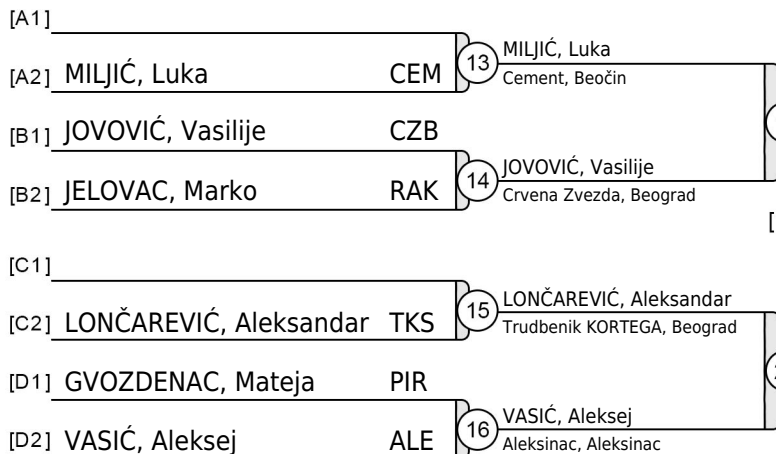 [A1]
[A2] MILJIĆ, Luka CEM 13 MILJIĆ, Luka
Cement, Beočin
[B1] JOVOVIĆ, Vasilije CZB
[B2] JELOVAC, Marko RAK 14 JOVOVIĆ, Vasilije
Crvena Zvezda, Beograd
[
[C1]
[C2] LONČAREVIĆ, Aleksandar TKS 15 LONČAREVIĆ, Aleksandar
Trudbenik KORTEGA, Beograd
[D1] GVOZDENAC, Mateja PIR
[D2] VASIĆ, Aleksej ALE 16 VASIĆ, Aleksej
Aleksinac, Aleksinac